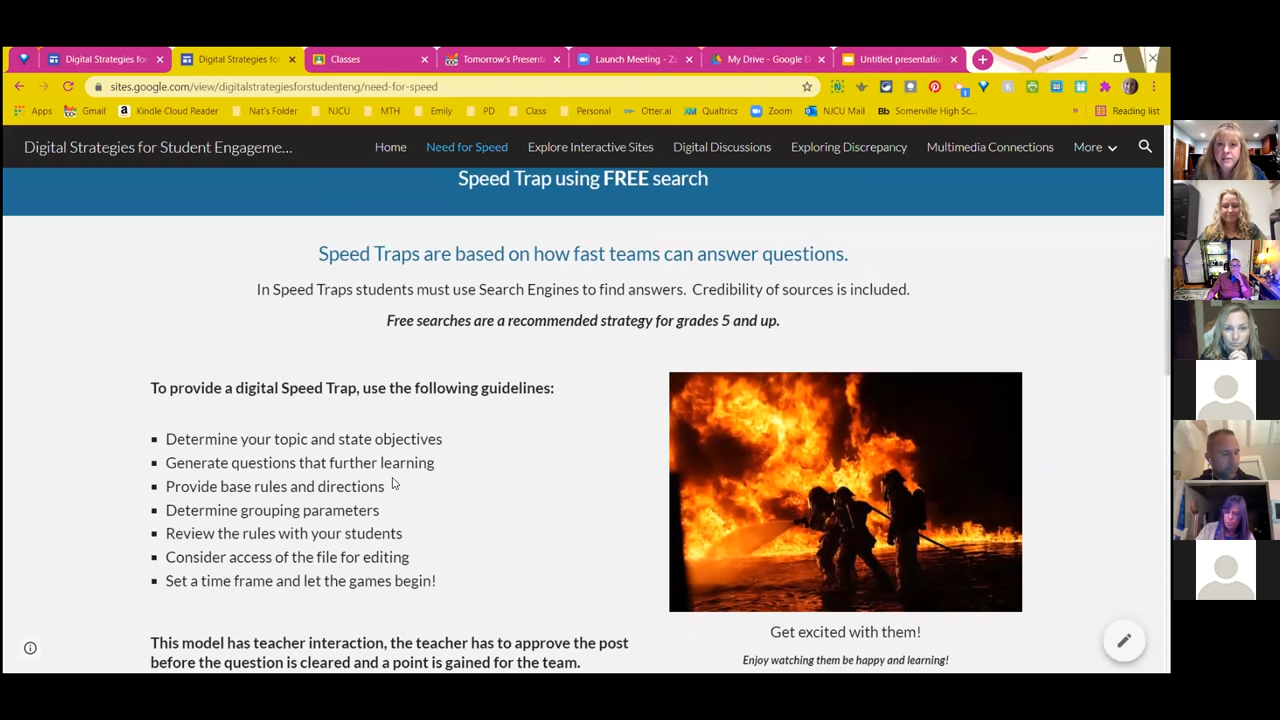 Digital Strategies fo
Digital Strategies fo
Classes
Tomorrow's Presenta
Launch Meeting - Zo
My Drive - Google D
Untitled presentation
sites.google.com/view/digitalstrategiesforstudenteng/need-for-speed
Apps
Gmail
Kindle Cloud Reader
Nat's Folder
NJCU
MTH
Emily
PD
Class
Personal
Otter.ai
Qualtrics
Zoom
NJCU Mail
Bb Somerville High Sc...
»
Reading list
Digital Strategies for Student Engageme...
Home
Need for Speed
Explore Interactive Sites
Digital Discussions
Exploring Discrepancy
Multimedia Connections
More
Speed Trap using FREE search
Speed Traps are based on how fast teams can answer questions.
In Speed Traps students must use Search Engines to find answers. Credibility of sources is included.
Free searches are a recommended strategy for grades 5 and up.
To provide a digital Speed Trap, use the following guidelines:
▪ Determine your topic and state objectives
▪ Generate questions that further learning
▪ Provide base rules and directions
▪ Determine grouping parameters
▪ Review the rules with your students
▪ Consider access of the file for editing
▪ Set a time frame and let the games begin!
This model has teacher interaction, the teacher has to approve the post
before the question is cleared and a point is gained for the team.
Get excited with them!
Enjoy watching them be happy and learning!